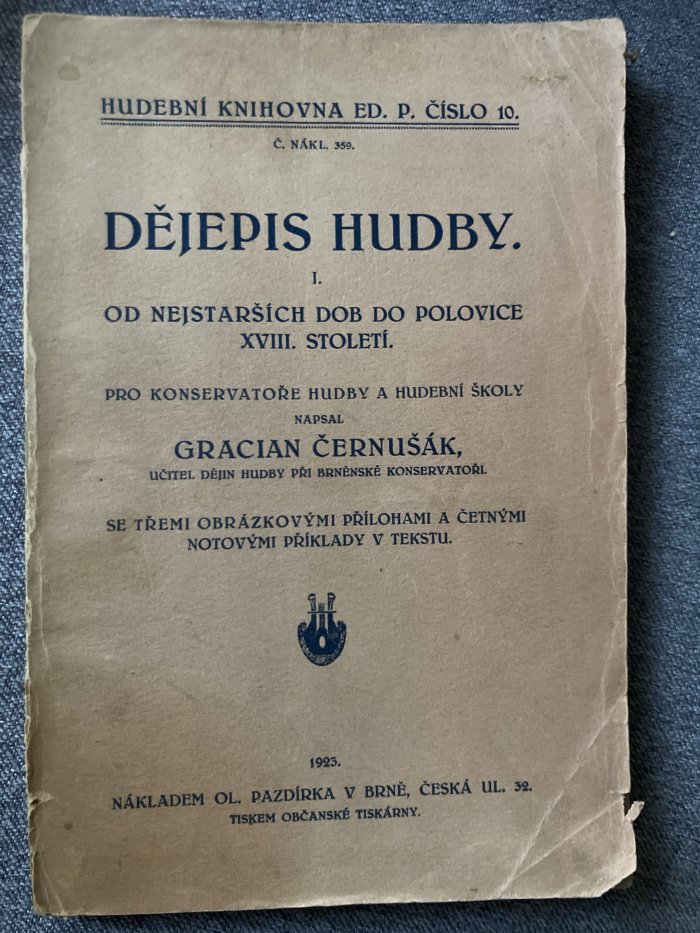 HUDEBNÍ KNIHOVNA ED. P. ČÍSLO 10.
Č. NÁKL. 359.
DĚJEPIS HUDBY.
I.
OD NEJSTARŠÍCH DOB DO POLOVICE
XVIII. STOLETÍ.
PRO KONSERVATOŘE HUDBY A HUDEBNÍ ŠKOLY
NAPSAL
GRACIAN ČERNUŠÁK,
UČITEL DĚJIN HUDBY PŘI BRNĚNSKÉ KONSERVATOŘI.
SE TŘEMI OBRÁZKOVÝMI PŘÍLOHAMI A ČETNÝMI
NOTOVÝMI PŘÍKLADY V TEKSTU.
1923.
NÁKLADEM OL. PAZDÍRKA V BRNĚ, ČESKÁ UL. 32.
TISKEM OBČANSKÉ TISKÁRNY.